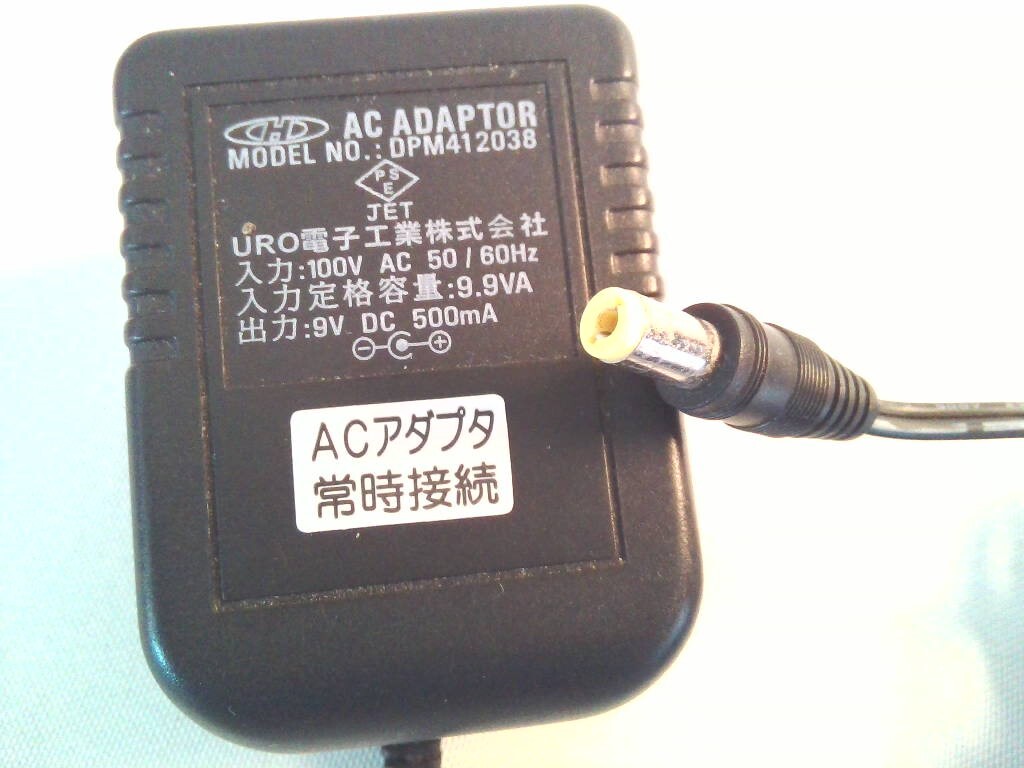 CHD AC ADAPTOR
MODEL NO.: DPM412038
PS
E
JET
URO電子工業株式会社
入力:100V AC 50/60Hz
入力定格容量:9.9VA
出力:9V DC 500mA
⊖ ⊕
ACアダプタ
常時接続